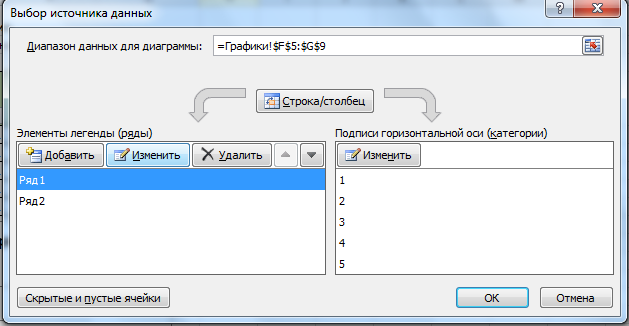 Выбор источника данных
Диапазон данных для диаграммы: =Графики!$F$5:$G$9
Строка/столбец
Элементы легенды (ряды)
Добавить Изменить Удалить
Ряд1
Ряд2
Подписи горизонтальной оси (категории)
Изменить
1
2
3
4
5
Скрытые и пустые ячейки
ОК Отмена